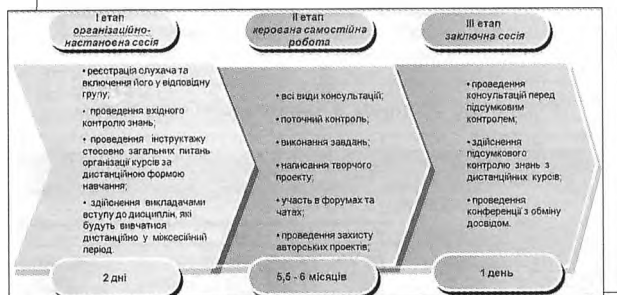 І етап
організаційно-
настановна сесія
• реєстрація слухача та
включення його у відповідну
групу;
• проведення вхідного
контролю знань;
• проведення інструктажу
стосовно загальних питань
організації курсів за
дистанційною формою
навчання;
• здійснення викладачами
вступу до дисциплін, які
будуть вивчатися
дистанційно у міжсесійний
період.
2 дні
ІІ етап
керована самостійна
робота
• всі види консультацій;
• поточний контроль;
• виконання завдань;
• написання творчого
проекту;
• участь в форумах та
чатах;
• проведення захисту
авторських проектів;
5,5 - 6 місяців
ІІІ етап
заключна сесія
• проведення
консультацій перед
підсумковим
контролем;
• здійснення
підсумкового
контролю знань з
дистанційних курсів;
• проведення
конференції з обміну
досвідом.
1 день